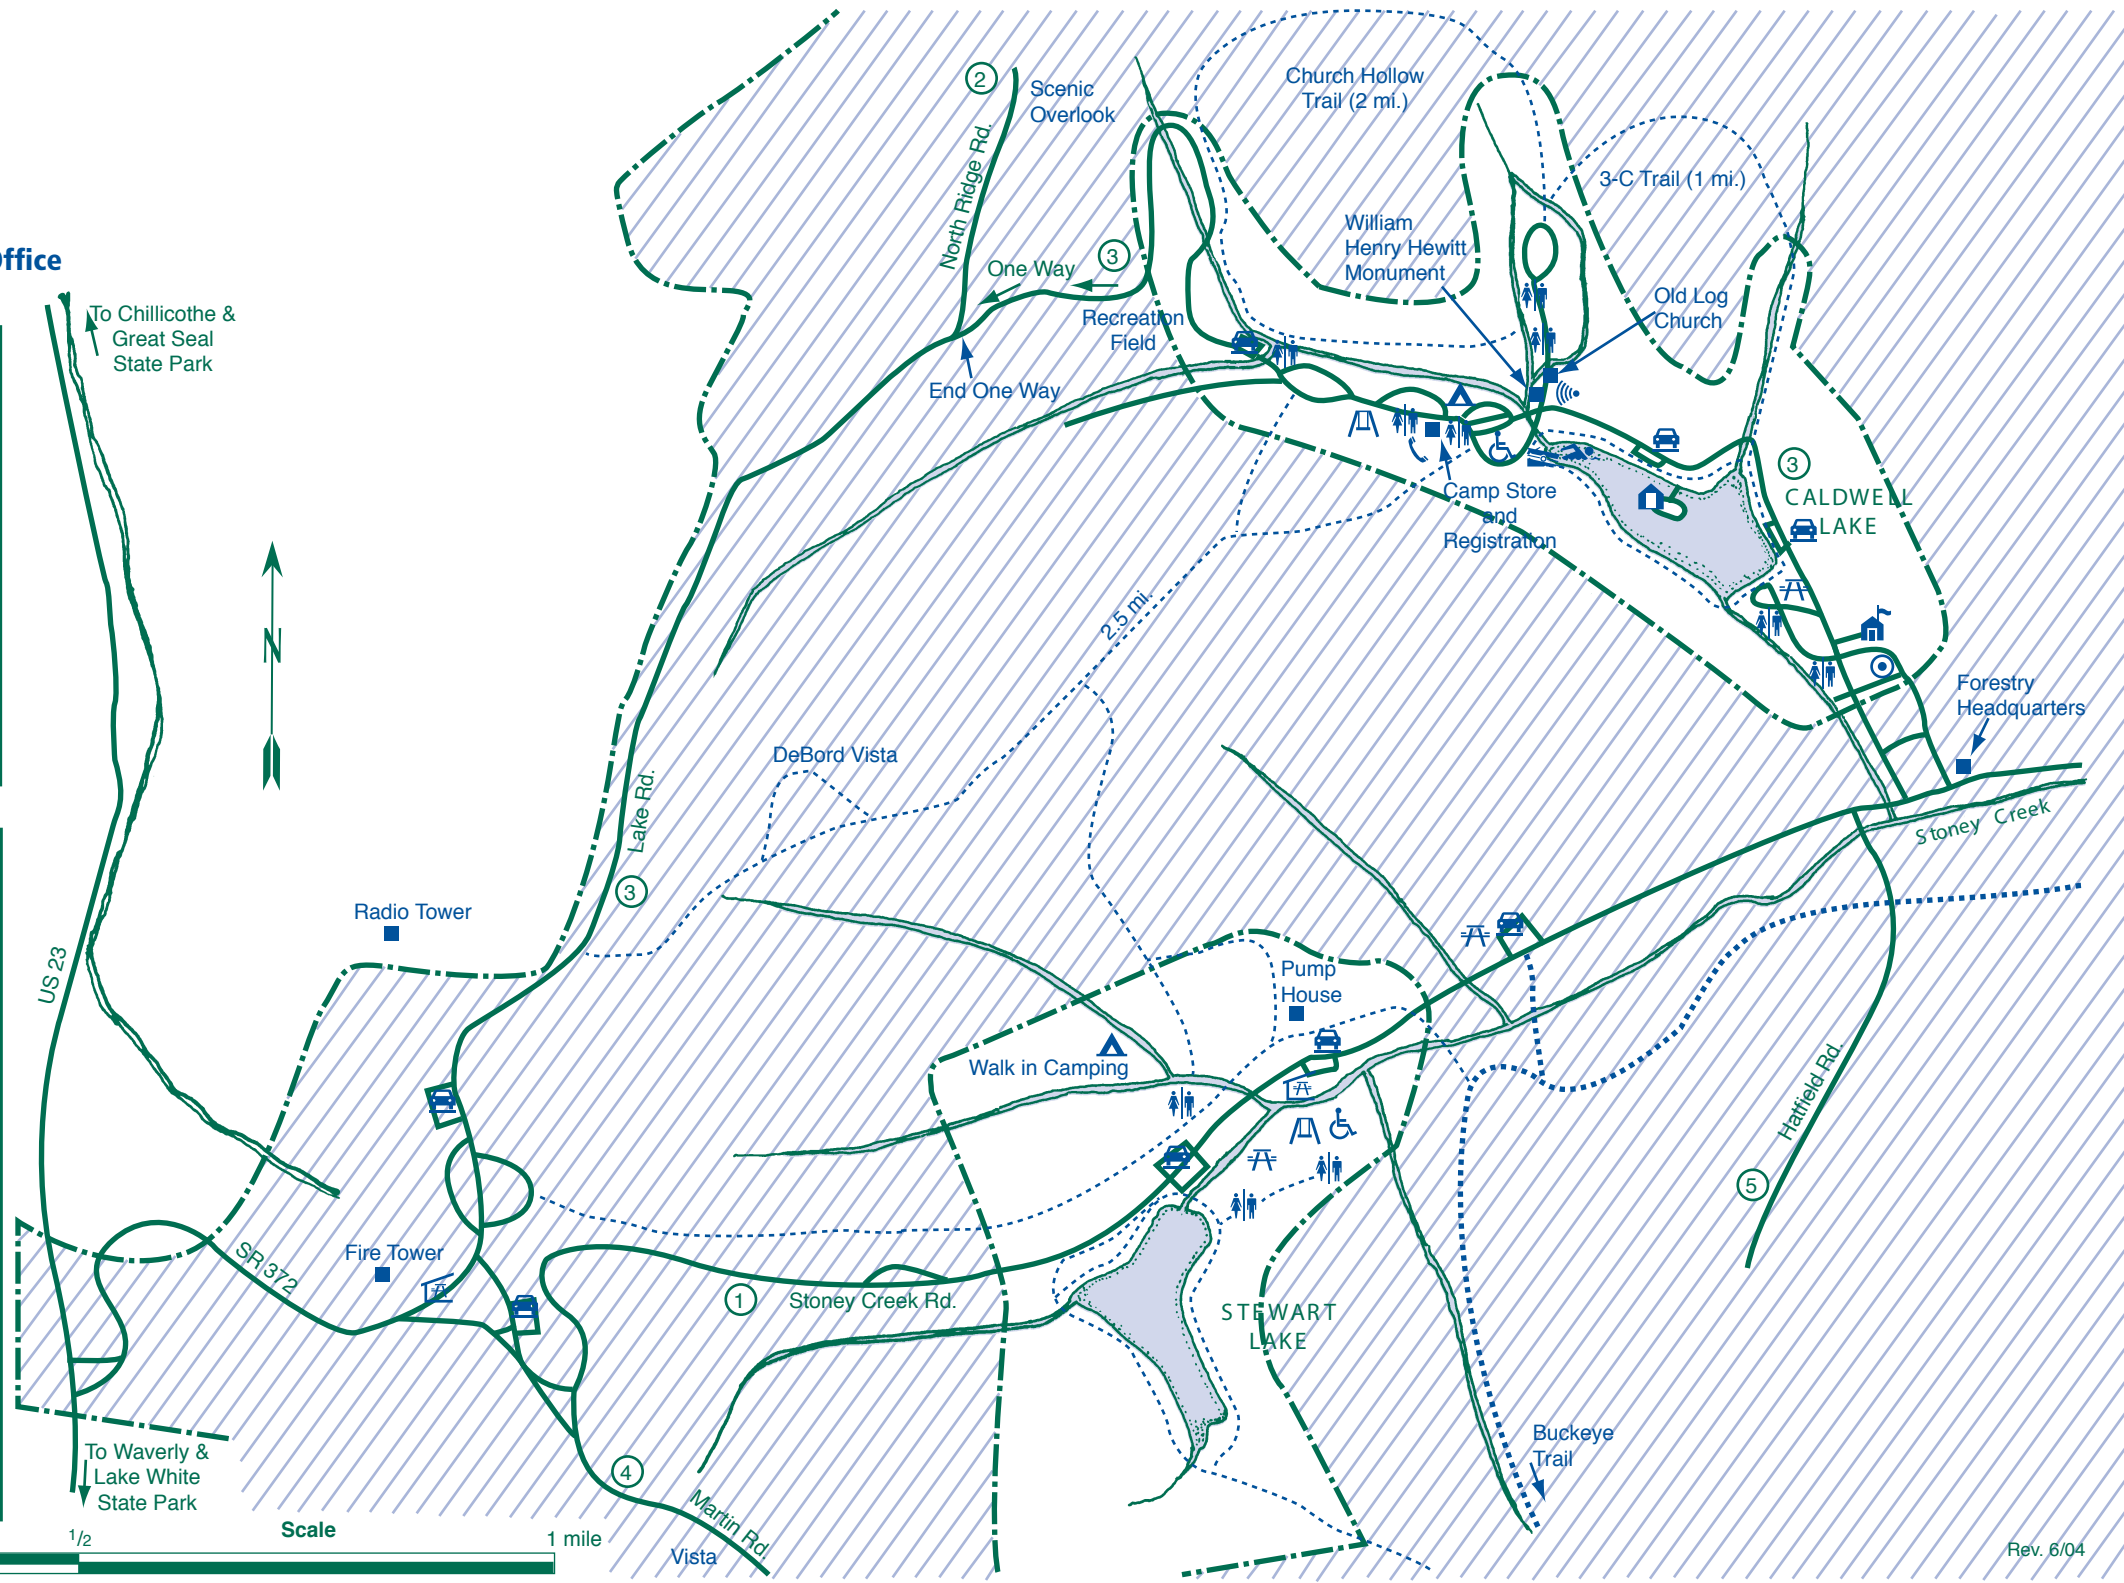 Office
To Chillicothe &
Great Seal
State Park
2
Scenic
Overlook
North Ridge Rd.
One Way
3
Recreation
Field
End One Way
Church Hollow
Trail (2 mi.)
3-C Trail (1 mi.)
William
Henry Hewitt
Monument
Old Log
Church
Camp Store
and
Registration
3
CALDWELL
LAKE
Forestry
Headquarters
Stoney Creek
N
2.5 mi.
DeBord Vista
Lake Rd.
3
Radio Tower
US 23
Pump
House
Walk in Camping
Hatfield Rd.
5
SR 372
Fire Tower
1
Stoney Creek Rd.
STEWART
LAKE
Buckeye
Trail
To Waverly &
Lake White
State Park
4
Martin Rd.
Vista
1/2
Scale
1 mile
Rev. 6/04